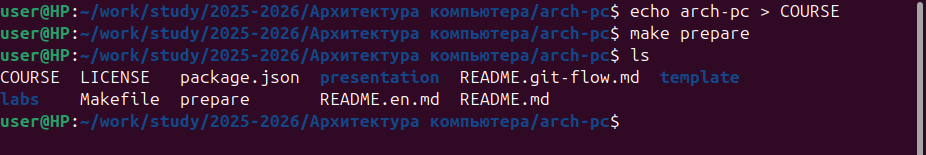 user@HP:~/work/study/2025-2026/Архитектура компьютера/arch-pc$ echo arch-pc > COURSE
user@HP:~/work/study/2025-2026/Архитектура компьютера/arch-pc$ make prepare
user@HP:~/work/study/2025-2026/Архитектура компьютера/arch-pc$ ls
COURSE LICENSE package.json presentation README.git-flow.md template
labs Makefile prepare README.en.md README.md
user@HP:~/work/study/2025-2026/Архитектура компьютера/arch-pc$